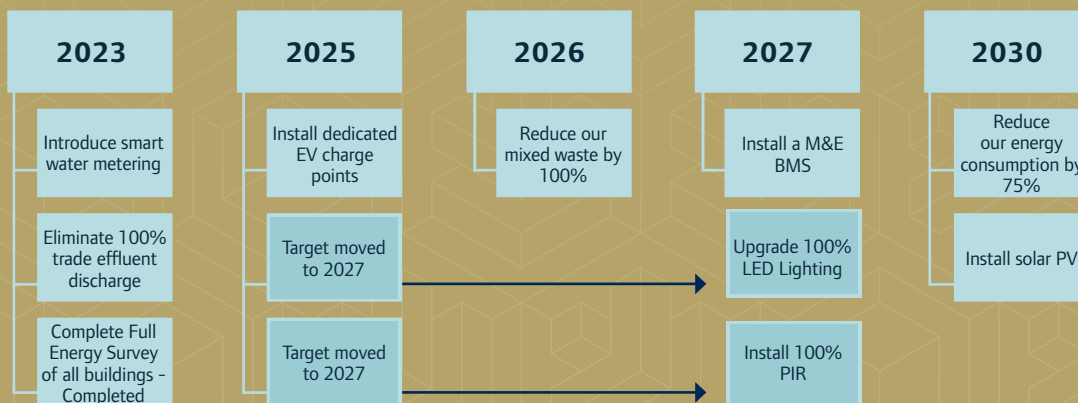 2023
Introduce smart
water metering
Eliminate 100%
trade effluent
discharge
Complete Full
Energy Survey
of all buildings -
Completed
2025
Install dedicated
EV charge
points
Target moved
to 2027
Target moved
to 2027
2026
Reduce our
mixed waste by
100%
2027
Install a M&E
BMS
Upgrade 100%
LED Lighting
Install 100%
PIR
2030
Reduce
our energy
consumption by
75%
Install solar PV